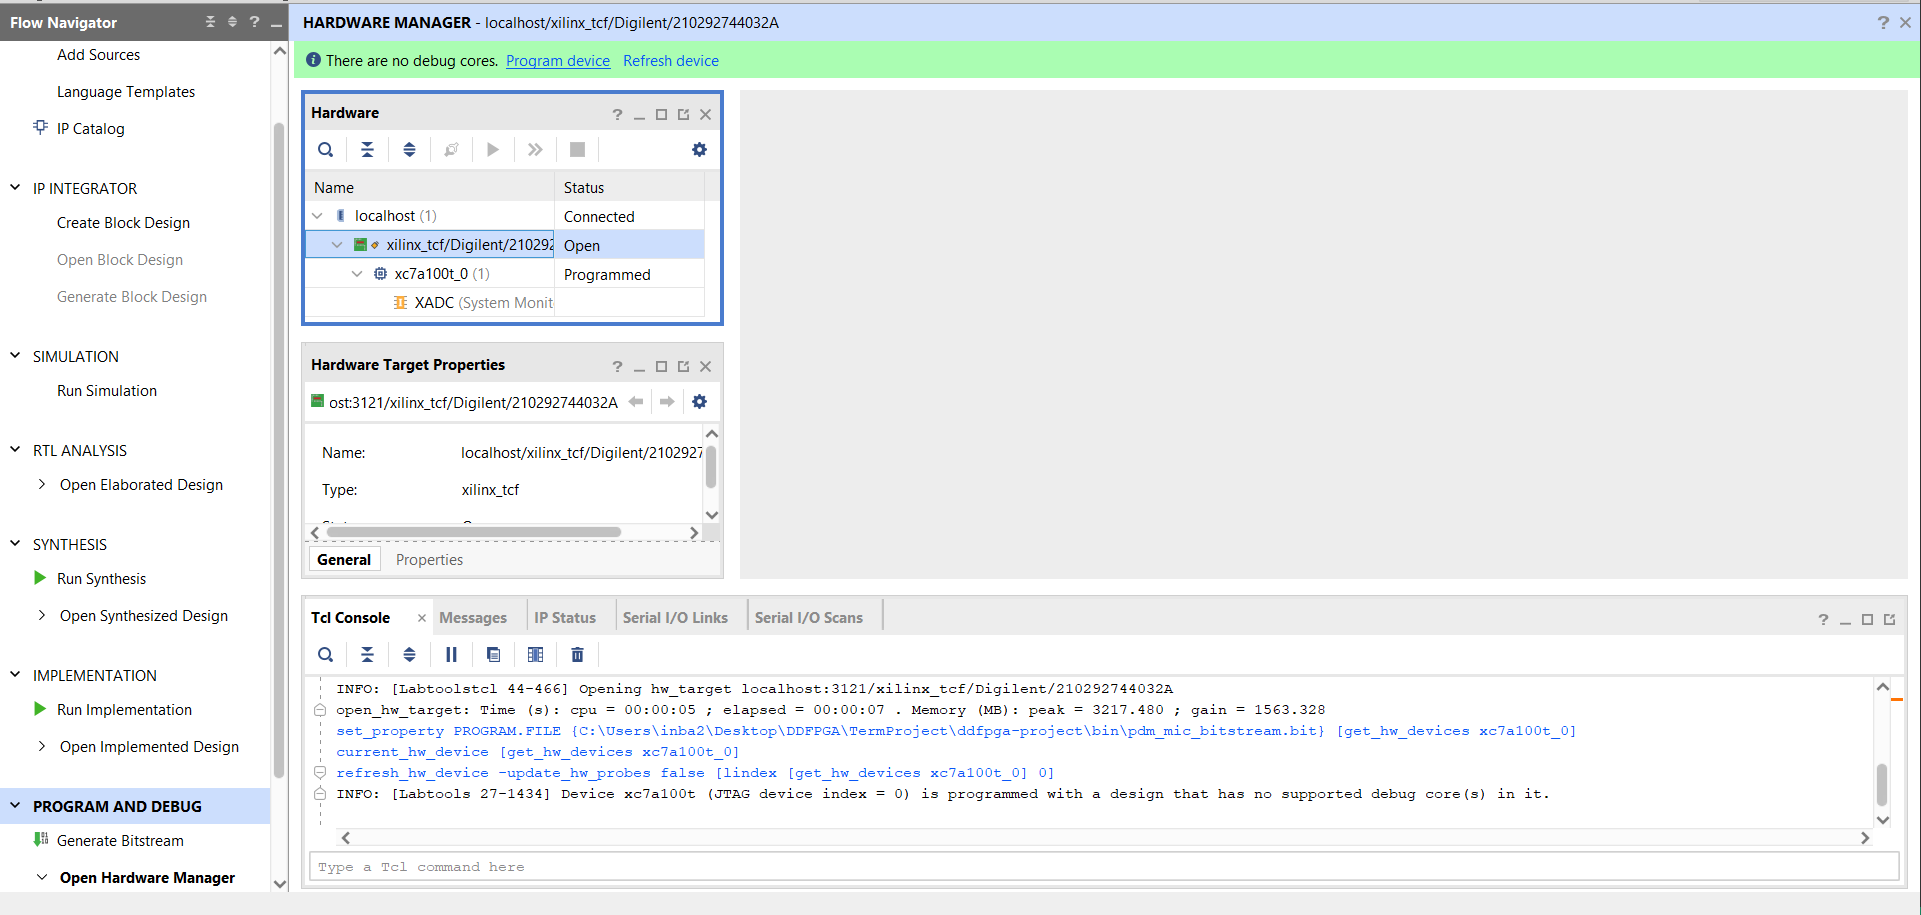 Flow Navigator
Add Sources
Language Templates
IP Catalog
IP INTEGRATOR
Create Block Design
Open Block Design
Generate Block Design
SIMULATION
Run Simulation
RTL ANALYSIS
Open Elaborated Design
SYNTHESIS
Run Synthesis
Open Synthesized Design
IMPLEMENTATION
Run Implementation
Open Implemented Design
PROGRAM AND DEBUG
Generate Bitstream
Open Hardware Manager
HARDWARE MANAGER - localhost/xilinx_tcf/Digilent/210292744032A
There are no debug cores. Program device Refresh device
Hardware
Name Status
localhost (1) Connected
xilinx_tcf/Digilent/210292 Open
xc7a100t_0 (1) Programmed
XADC (System Monit
Hardware Target Properties
ost:3121/xilinx_tcf/Digilent/210292744032A
Name: localhost/xilinx_tcf/Digilent/2102927
Type: xilinx_tcf
General Properties
Tcl Console Messages IP Status Serial I/O Links Serial I/O Scans
INFO: [Labtoolstcl 44-466] Opening hw_target localhost:3121/xilinx_tcf/Digilent/210292744032A
open_hw_target: Time (s): cpu = 00:00:05 ; elapsed = 00:00:07 . Memory (MB): peak = 3217.480 ; gain = 1563.328
set_property PROGRAM.FILE {C:\Users\inba2\Desktop\DDFPGA\TermProject\ddfpga-project\bin\pdm_mic_bitstream.bit} [get_hw_devices xc7a100t_0]
current_hw_device [get_hw_devices xc7a100t_0]
refresh_hw_device -update_hw_probes false [lindex [get_hw_devices xc7a100t_0] 0]
INFO: [Labtools 27-1434] Device xc7a100t (JTAG device index = 0) is programmed with a design that has no supported debug core(s) in it.
Type a Tcl command here